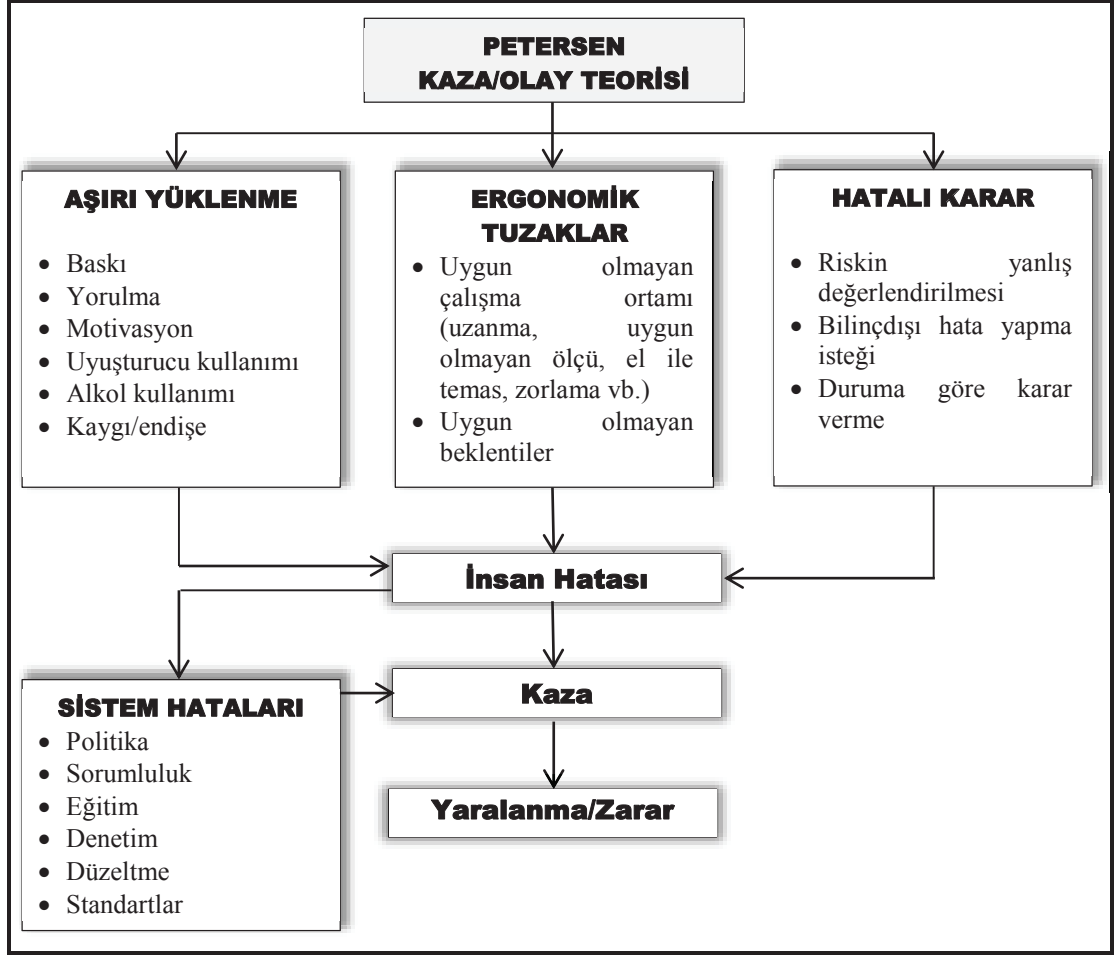 PETERSEN
KAZA/OLAY TEORİSİ
AŞIRI YÜKLENME
• Baskı
• Yorulma
• Motivasyon
• Uyuşturucu kullanımı
• Alkol kullanımı
• Kaygı/endişe
ERGONOMİK
TUZAKLAR
• Uygun olmayan
çalışma ortamı
(uzanma, uygun
olmayan ölçü, el ile
temas, zorlama vb.)
• Uygun olmayan
beklentiler
HATALI KARAR
• Riskin yanlış
değerlendirilmesi
• Bilinçdışı hata yapma
isteği
• Duruma göre karar
verme
İnsan Hatası
SİSTEM HATALARI
• Politika
• Sorumluluk
• Eğitim
• Denetim
• Düzeltme
• Standartlar
Kaza
Yaralanma/Zarar